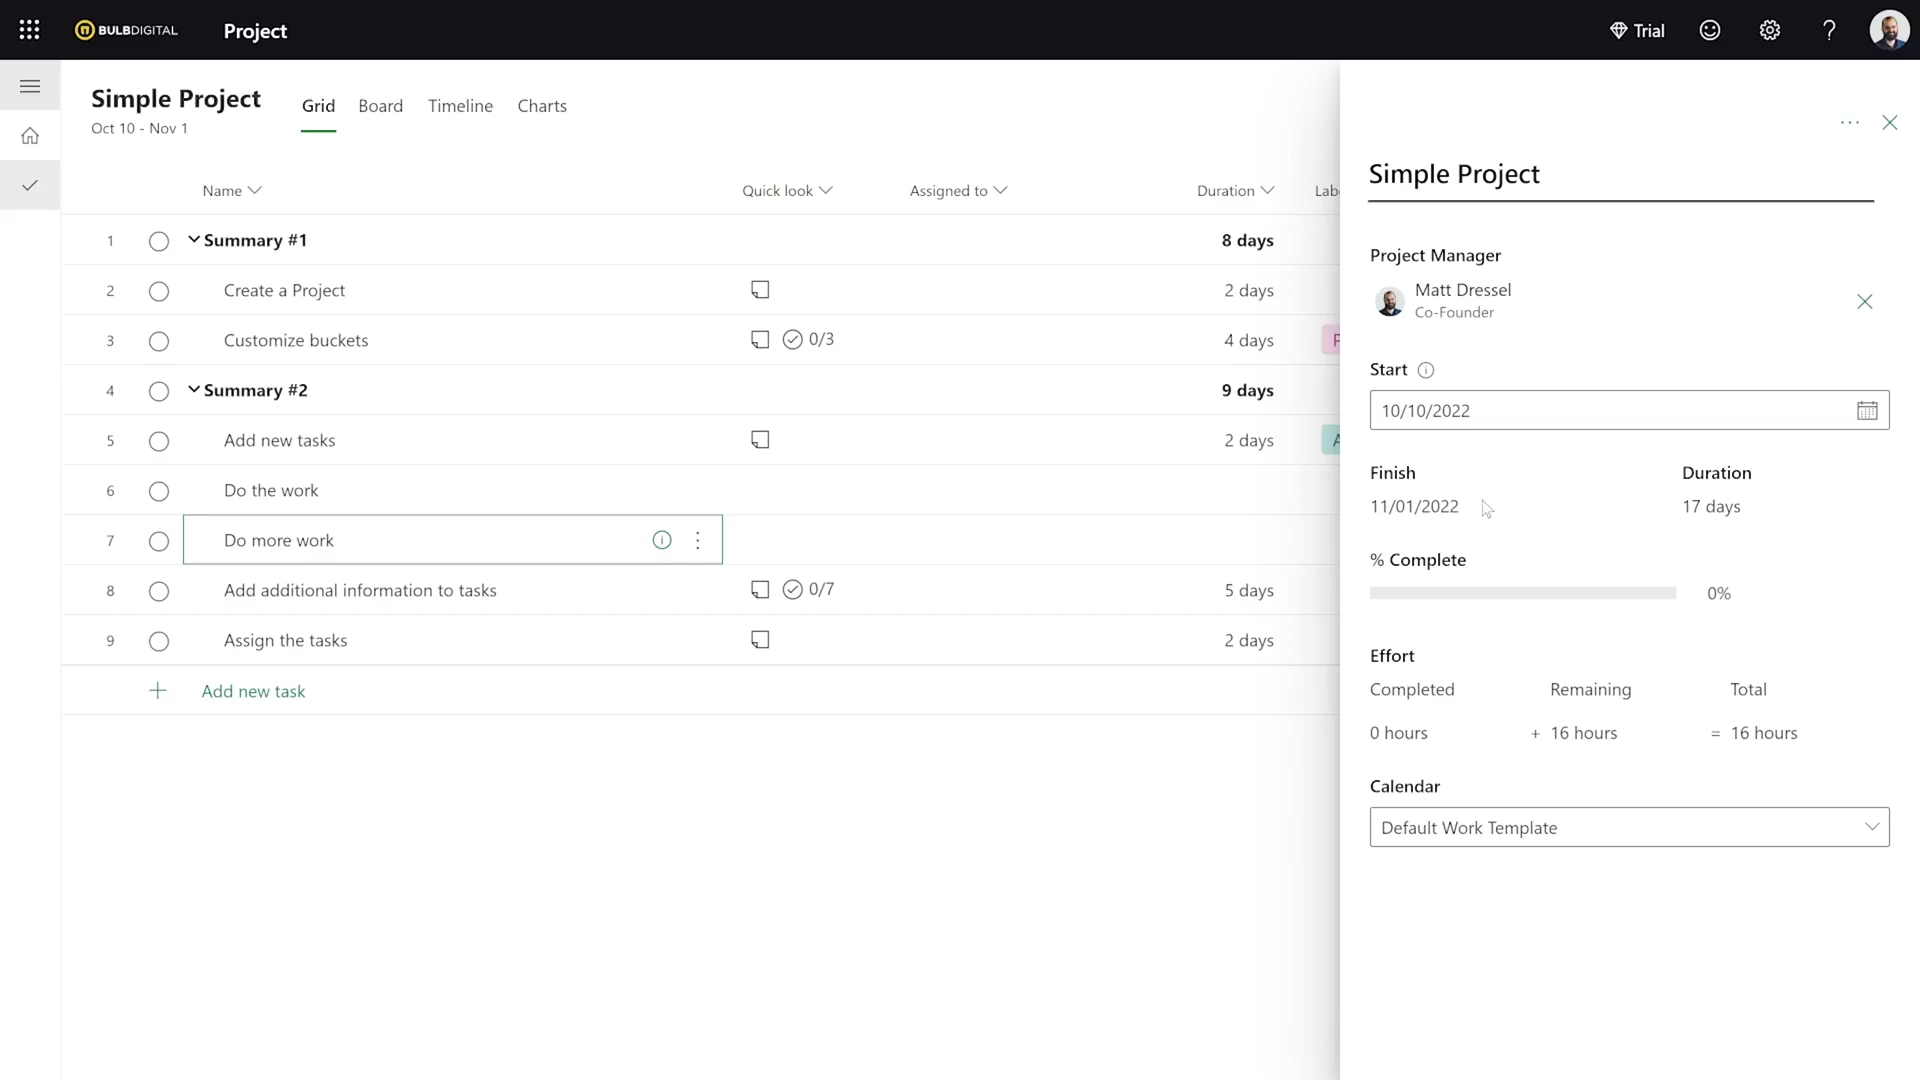 BULBDIGITAL
Project
Trial
Simple Project
Oct 10 - Nov 1
Grid
Board
Timeline
Charts
Name
Quick look
Assigned to
Duration
Lab
1
Summary #1
8 days
2
Create a Project
2 days
3
Customize buckets
0/3
4 days
P
4
Summary #2
9 days
5
Add new tasks
2 days
A
6
Do the work
7
Do more work
8
Add additional information to tasks
0/7
5 days
9
Assign the tasks
2 days
+ Add new task
Simple Project
Project Manager
Matt Dressel
Co-Founder
Start
10/10/2022
Finish
Duration
11/01/2022
17 days
% Complete
0%
Effort
Completed
Remaining
Total
0 hours
+ 16 hours
= 16 hours
Calendar
Default Work Template